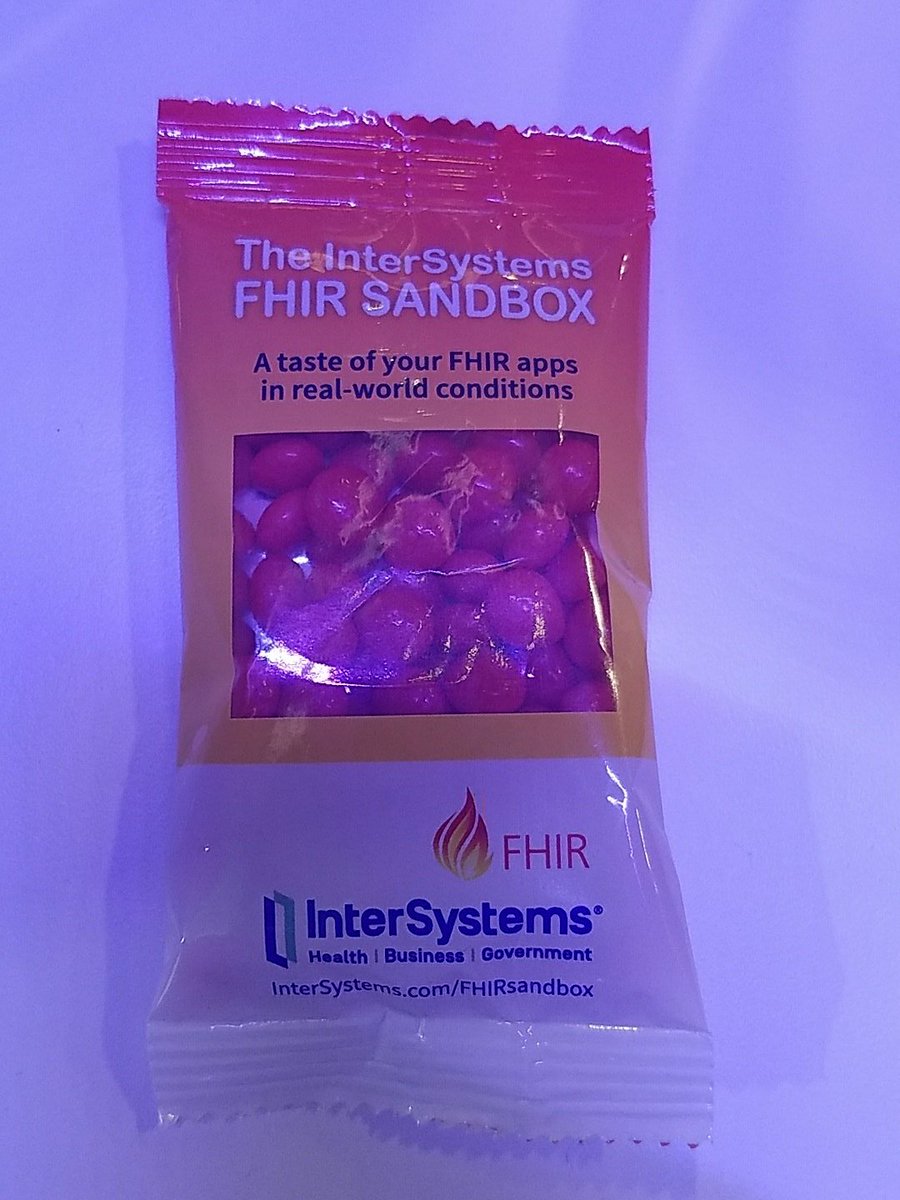 The InterSystems
FHIR SANDBOX
A taste of your FHIR apps
in real-world conditions
FHIR
InterSystems®
Health | Business | Government
InterSystems.com/FHIRsandbox